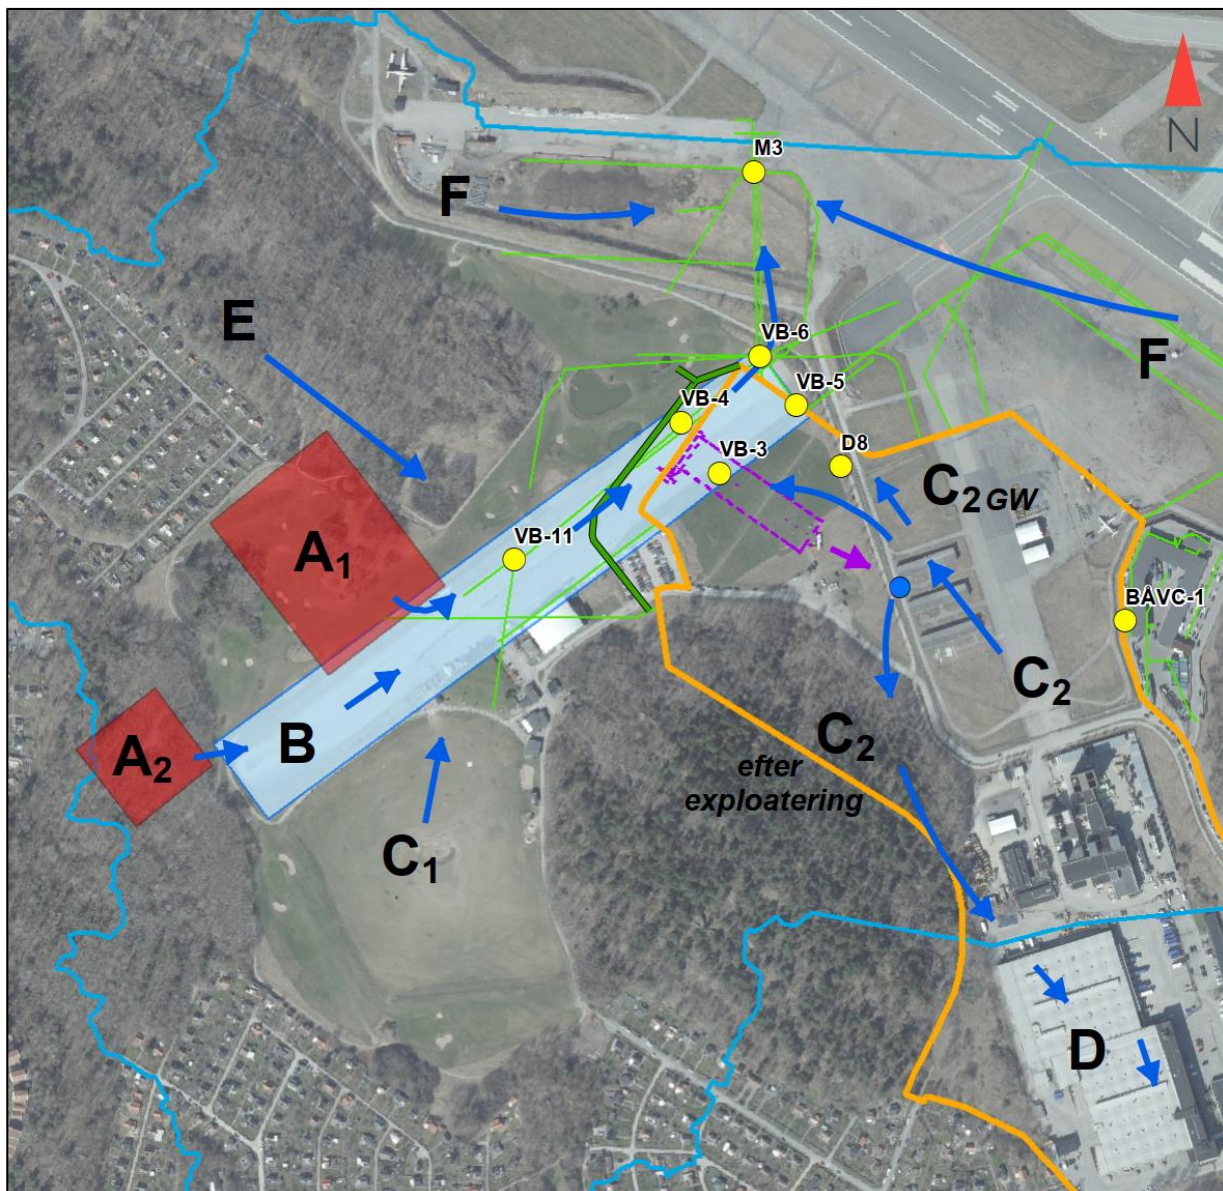 N
M3
F
E
VB-6
F
VB-5
VB-4
D8
VB-3
C2GW
A1
VB-11
BÅVC-1
C2
A2
B
C2
efter
exploatering
C1
D